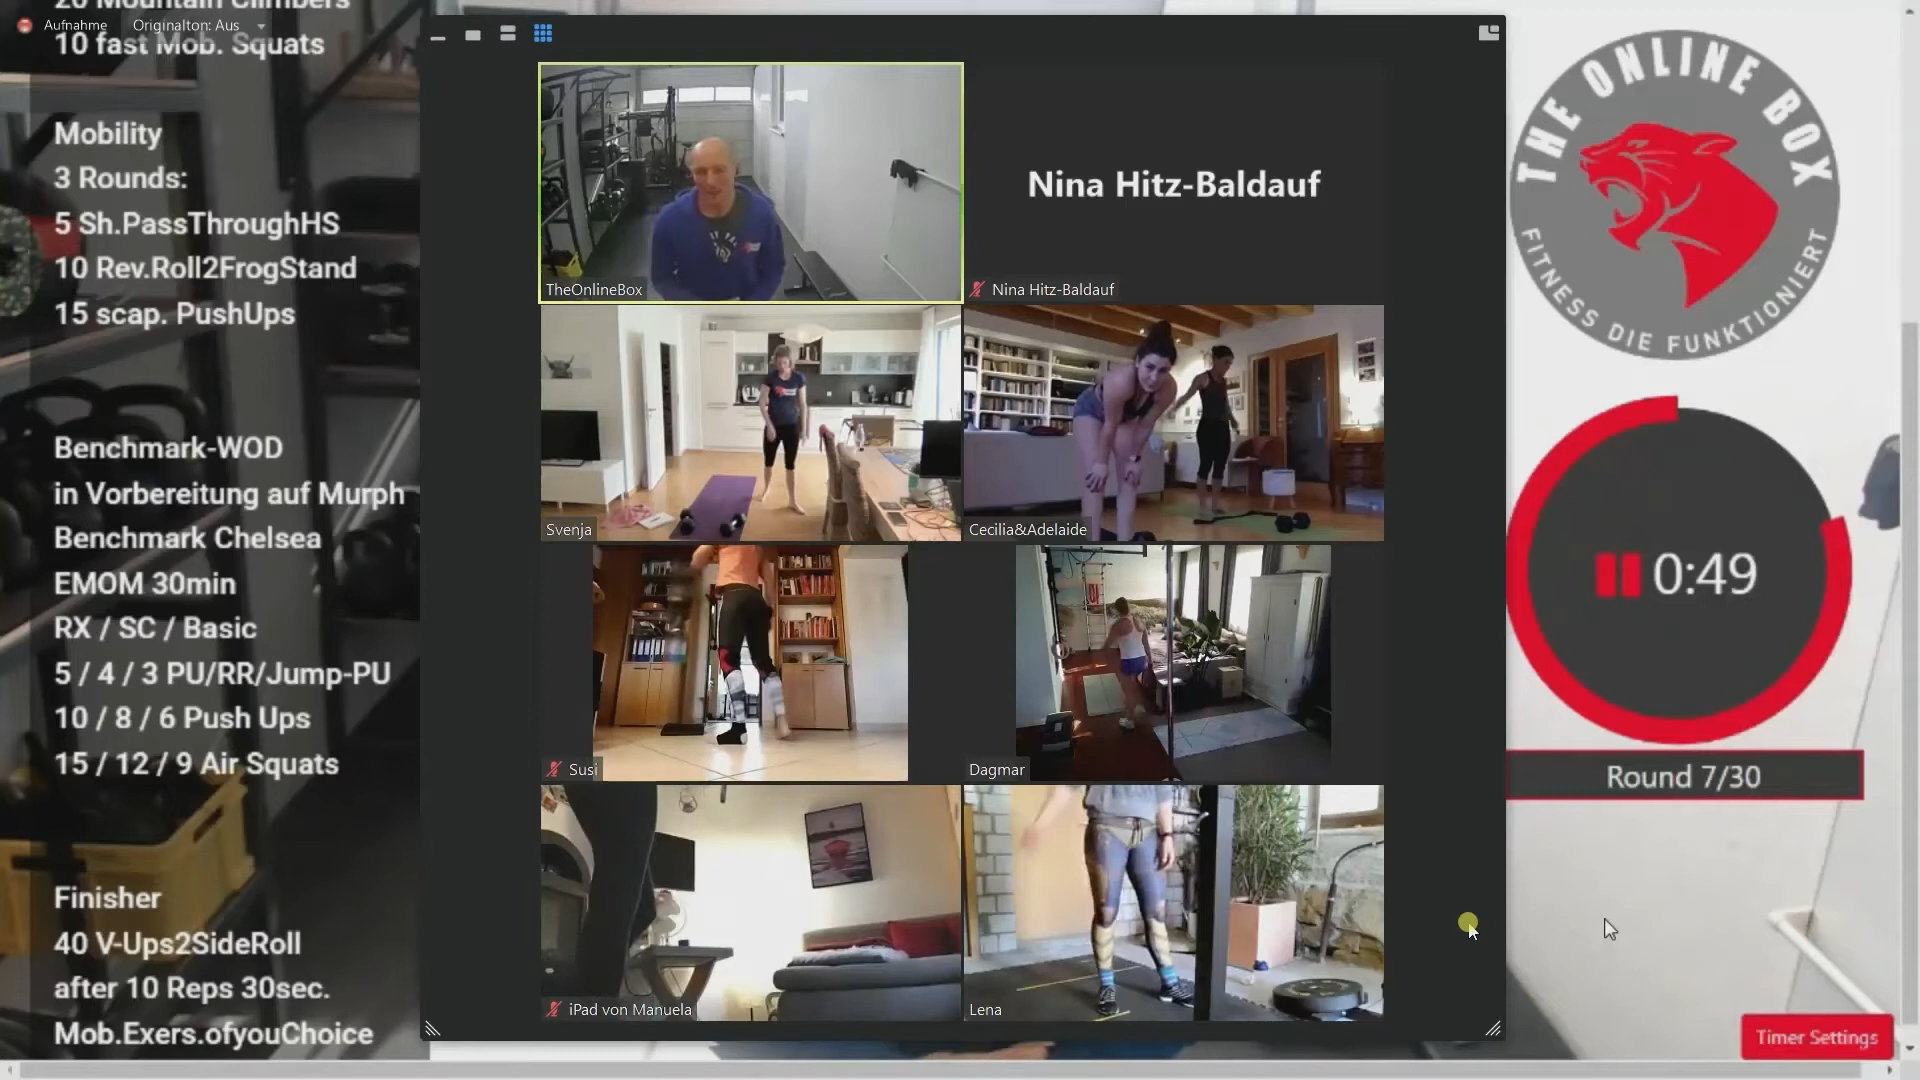 20 Mountain Climbers
Aufnahme
Originalton: Aus
10 fast Mob. Squats
Mobility
3 Rounds:
5 Sh.PassThroughHS
10 Rev.Roll2FrogStand
15 scap. PushUps
Benchmark-WOD
in Vorbereitung auf Murph
Benchmark Chelsea
EMOM 30min
RX / SC / Basic
5 / 4 / 3 PU/RR/Jump-PU
10 / 8 / 6 Push Ups
15 / 12 / 9 Air Squats
Finisher
40 V-Ups2SideRoll
after 10 Reps 30sec.
Mob.Exers.ofyouChoice
TheOnlineBox
Nina Hitz-Baldauf
Nina Hitz-Baldauf
Svenja
Cecilia&Adelaide
Susi
Dagmar
iPad von Manuela
Lena
THE ONLINE BOX
FITNESS DIE FUNKTIONIERT
0:49
Round 7/30
Timer Settings